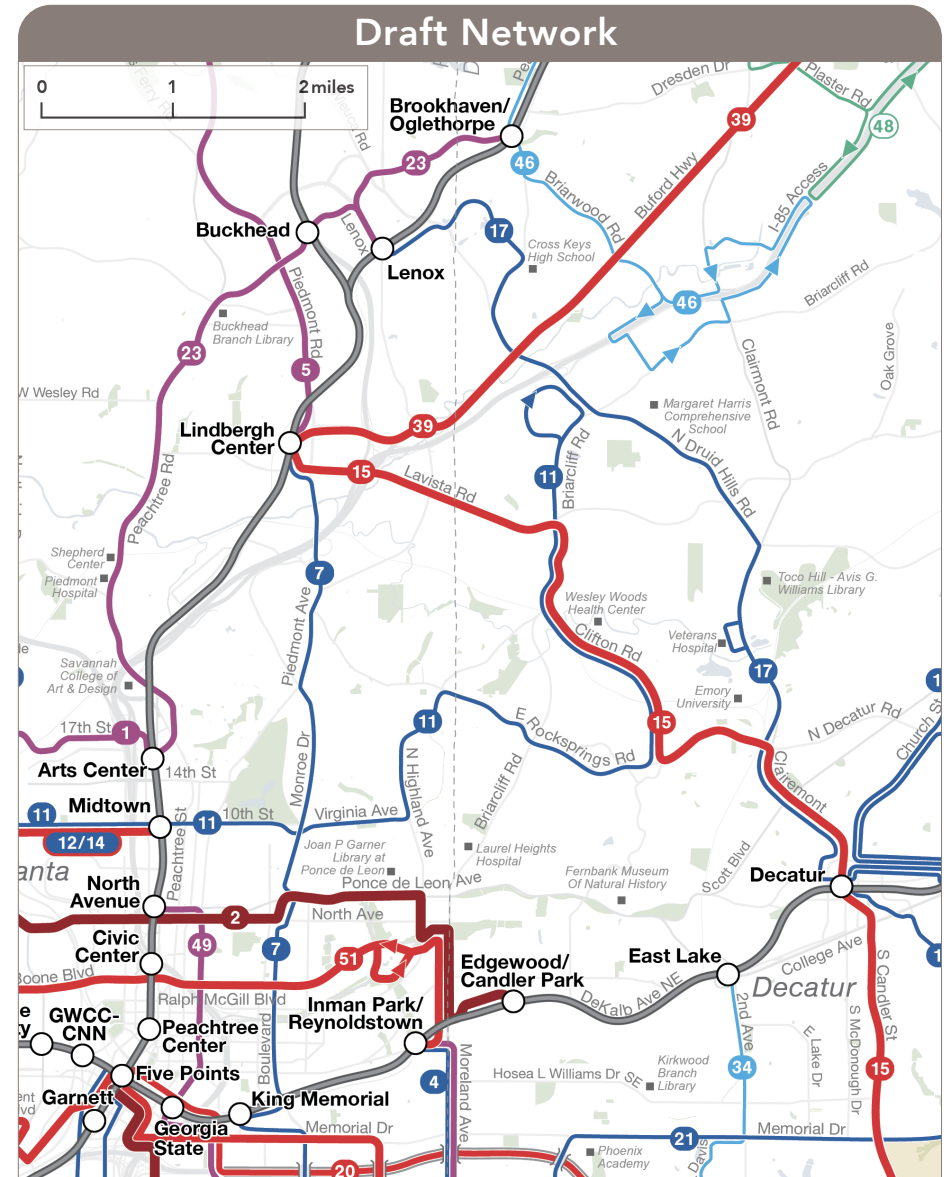 Draft Network
0 1 2 miles
Brookhaven/
Oglethorpe
Dresden Dr
Plaster Rd
39
48
23
46
Briarwood Rd
Buford Hwy
I-85 Access
Buckhead
Lenox
17
Lenox
Cross Keys
High School
Piedmont Rd
46
Briarcliff Rd
Buckhead
Branch Library
23
5
Clairmont Rd
Oak Grove
W Wesley Rd
Margaret Harris
Comprehensive
School
39
Lindbergh
Center
15
Lavista Rd
11
Briarcliff Rd
N Druid Hills Rd
Peachtree Rd
Shepherd
Center
Piedmont
Hospital
7
Piedmont Ave
Wesley Woods
Health Center
Toco Hill - Avis G.
Williams Library
Clifton Rd
Veterans
Hospital
17
Savannah
College of
Art & Design
Emory
University
1
17th St
11
E Rocksprings Rd
15
N Decatur Rd
Church St
Arts Center
14th St
Monroe Dr
N Highland Ave
Briarcliff Rd
Clairemont
Midtown
11
12/14
11
10th St
Virginia Ave
Peachtree St
Joan P Garner
Library at
Ponce de Leon
Laurel Heights
Hospital
Scott Blvd
anta
Ponce de Leon Ave
Fernbank Museum
Of Natural History
Decatur
North
Avenue
2
North Ave
Civic
Center
49
7
51
Edgewood/
Candler Park
East Lake
College Ave
Boone Blvd
Ralph McGill Blvd
Inman Park/
Reynoldstown
DeKalb Ave NE
Decatur
S Candler St
GWCC-
CNN
Peachtree
Center
Boulevard
2nd Ave
E Lake Dr
S McDonough Dr
Five Points
4
Moreland Ave
Hosea L Williams Dr SE
Kirkwood
Branch
Library
34
15
Garnett
King Memorial
Georgia
State
Memorial Dr
21
Memorial Dr
20
Phoenix
Academy
Davis